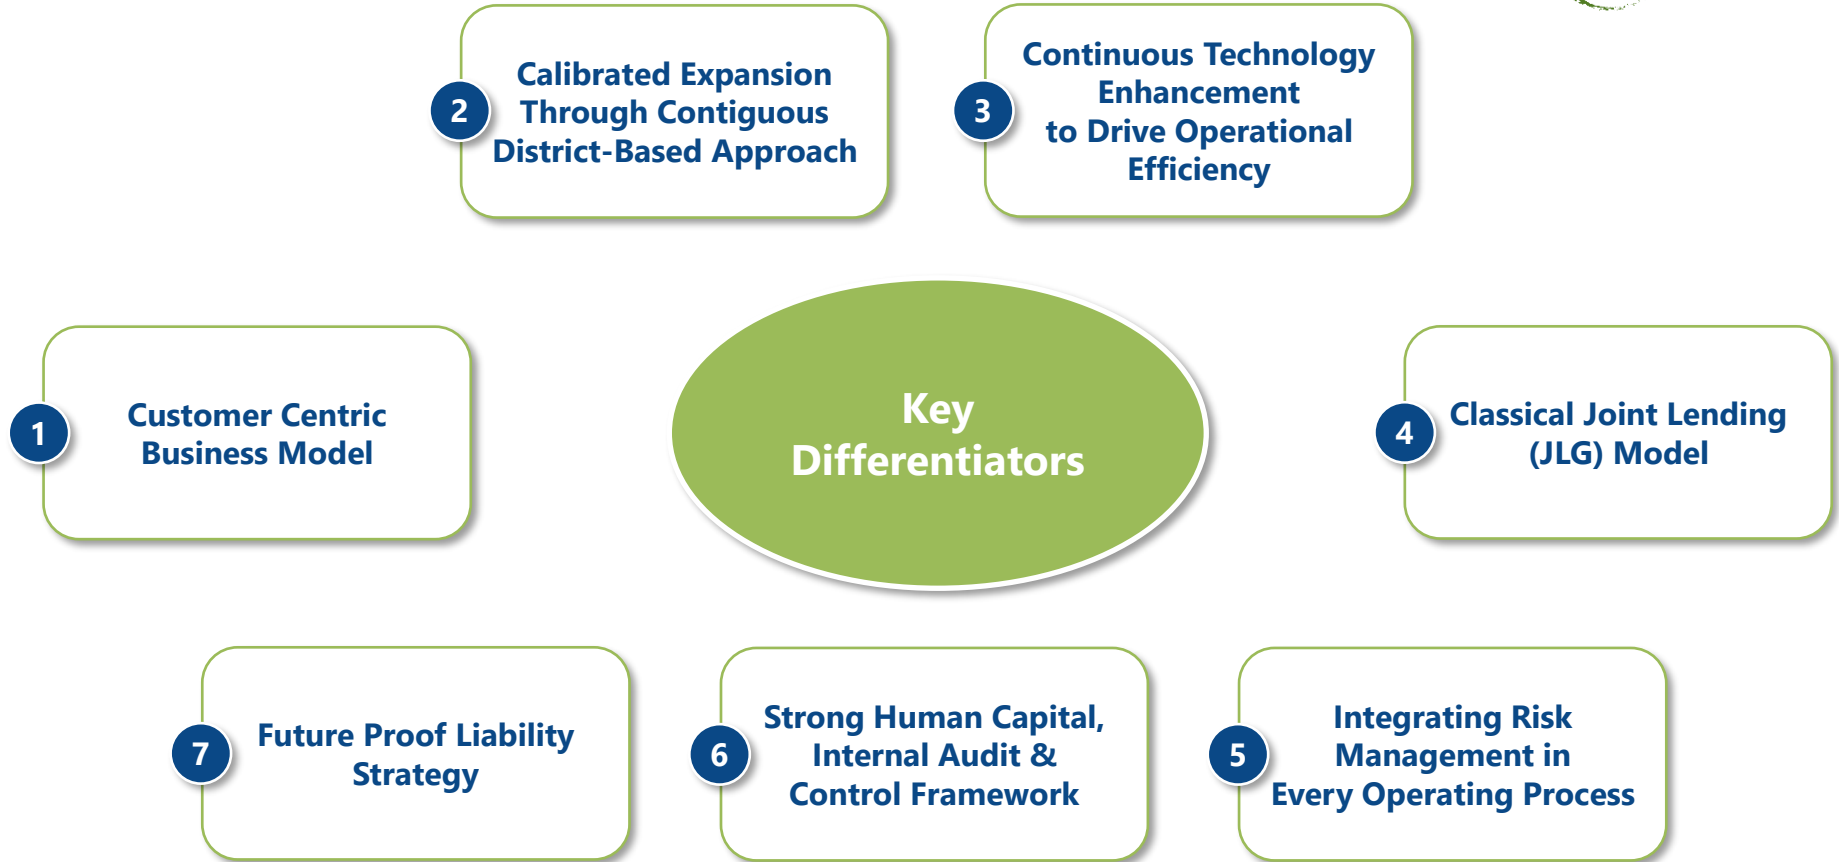 2
Calibrated Expansion
Through Contiguous
District-Based Approach
3
Continuous Technology
Enhancement
to Drive Operational
Efficiency
1
Customer Centric
Business Model
Key
Differentiators
4
Classical Joint Lending
(JLG) Model
7
Future Proof Liability
Strategy
6
Strong Human Capital,
Internal Audit &
Control Framework
5
Integrating Risk
Management in
Every Operating Process